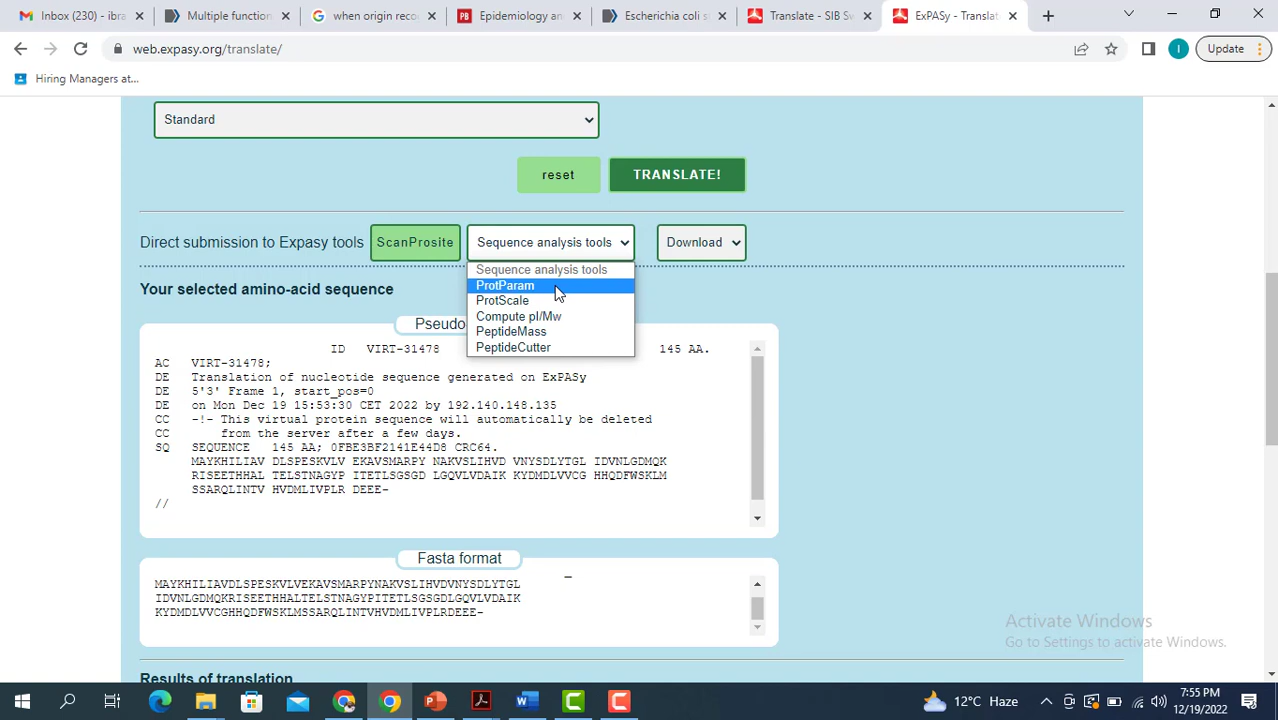 Inbox (230) - ibra
Multiple function
when origin reco
Epidemiology an
Escherichia coli s
Translate - SIB Sw
ExPASy - Translat
web.expasy.org/translate/
I
Update
Hiring Managers at...
Standard
reset
TRANSLATE!
Direct submission to Expasy tools
ScanProsite
Sequence analysis tools
Download
Sequence analysis tools
ProtParam
ProtScale
Compute pI/Mw
PeptideMass
PeptideCutter
Your selected amino-acid sequence
Pseudo
ID VIRT-31478 145 AA.
AC VIRT-31478;
DE Translation of nucleotide sequence generated on ExPASy
DE 5'3' Frame 1, start_pos=0
DE on Mon Dec 19 15:53:30 CET 2022 by 192.140.148.135
CC -!- This virtual protein sequence will automatically be deleted
CC from the server after a few days.
SQ SEQUENCE 145 AA; 0FBE3BF2141E44D8 CRC64.
MAYKHILIAV DLSPESKVLV EKAVSMARPY NAKVSLIHVD VNYSDLYTGL IDVNLGDMQK
RISEETHHAL TELSTNAGYP ITETLSGSGD LGQVLVDAIK KYDMDLVVCG HHQDFWSKLM
SSARQLINTV HVDMLIVPLR DEEE-
//
Fasta format
MAYKHILIAVDLSPESKVLVEKAVSMARPYNAKVSLIHVDVNYSDLYTGL
IDVNLGDMQKRISEETHHALTELSTNAGYPITETLSGSGDLGQVLVDAIK
KYDMDLVVCGHHQDFWSKLMSSARQLINTVHVDMLIVPLRDEEE-
Results of translation
Activate Windows
Go to Settings to activate Windows.
12°C Haze
7:55 PM
12/19/2022